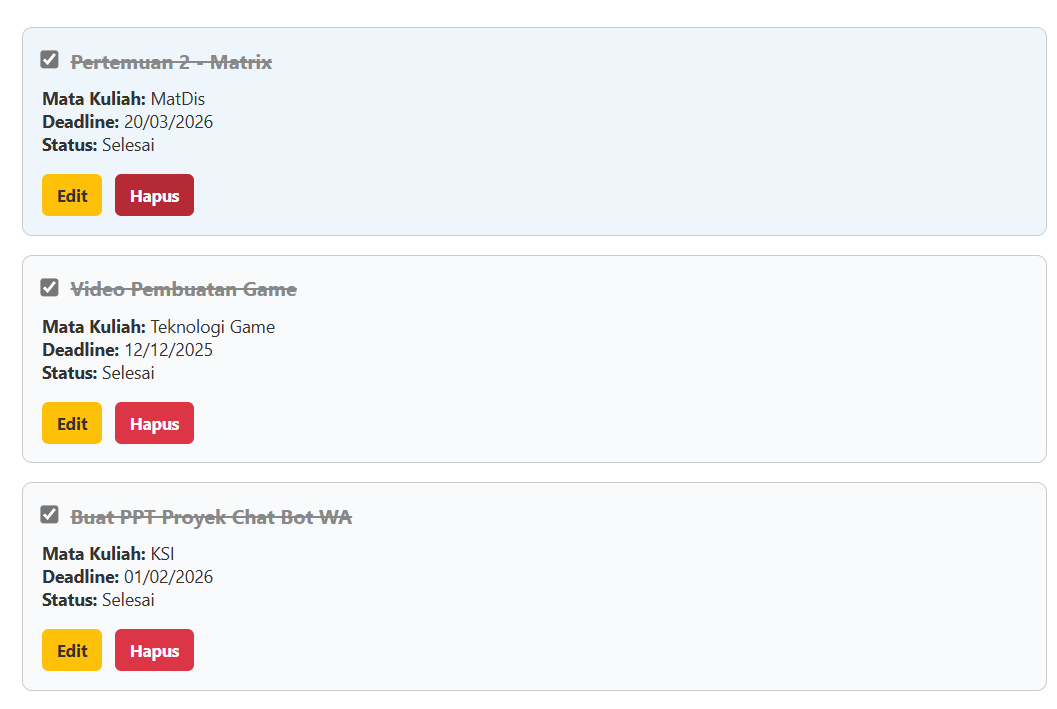 Pertemuan 2 - Matrix
Mata Kuliah: MatDis
Deadline: 20/03/2026
Status: Selesai
Edit Hapus
Video Pembuatan Game
Mata Kuliah: Teknologi Game
Deadline: 12/12/2025
Status: Selesai
Edit Hapus
Buat PPT Proyek Chat Bot WA
Mata Kuliah: KSI
Deadline: 01/02/2026
Status: Selesai
Edit Hapus